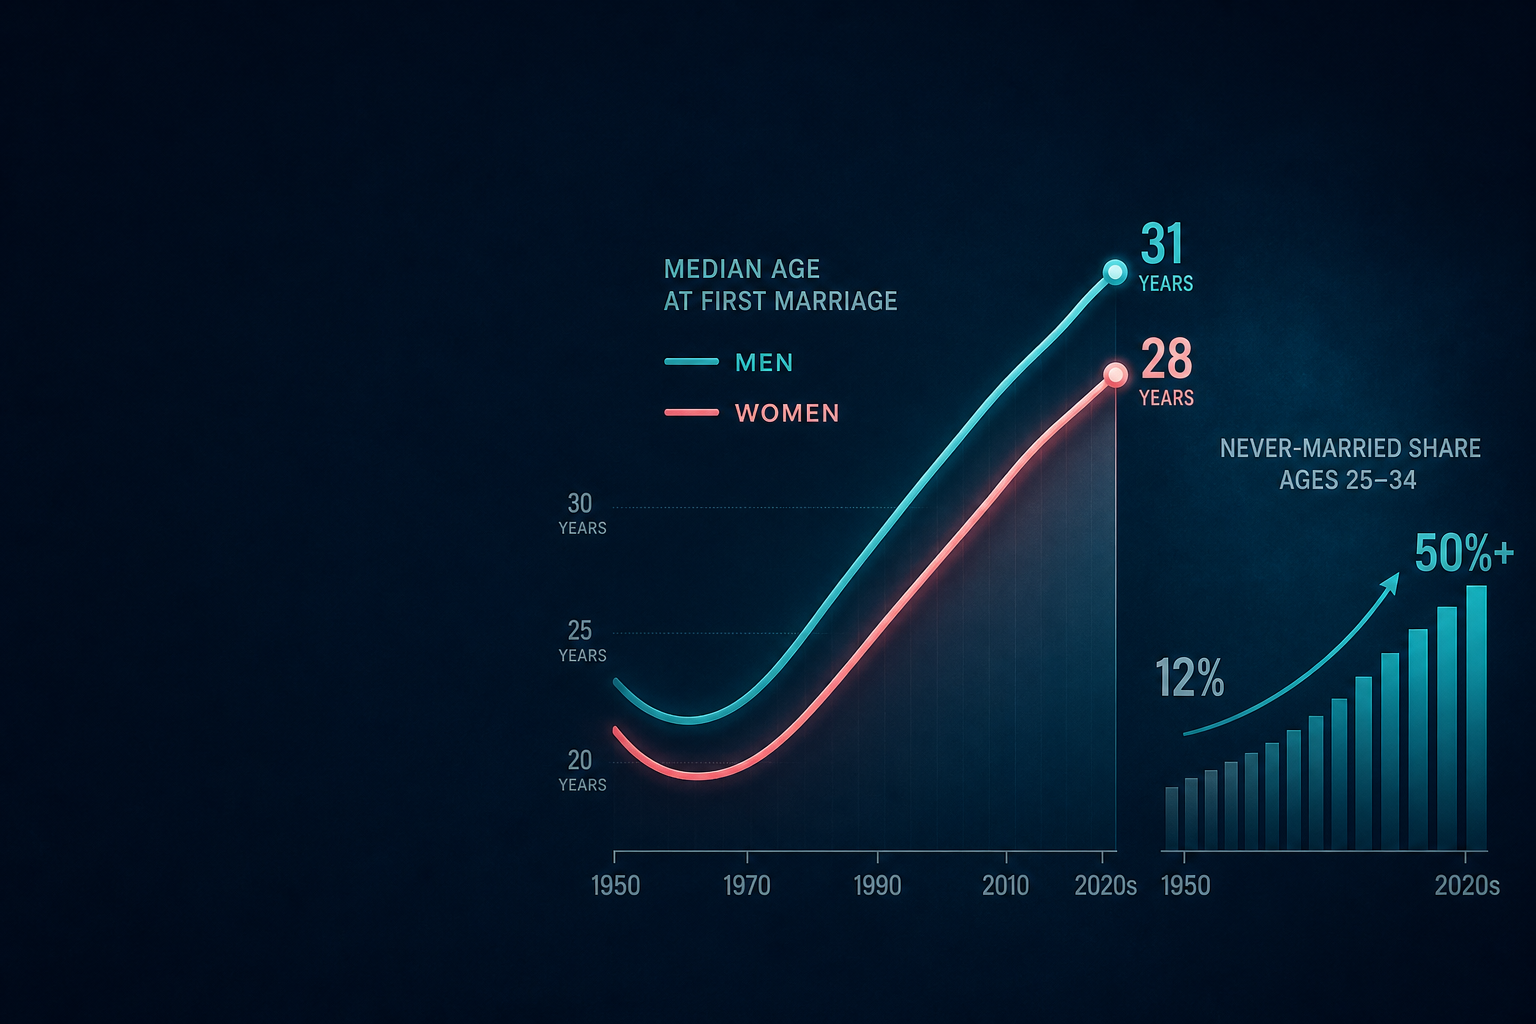 MEDIAN AGE
AT FIRST MARRIAGE
MEN
WOMEN
31
YEARS
28
YEARS
30
YEARS
25
YEARS
20
YEARS
1950
1970
1990
2010
2020s
NEVER-MARRIED SHARE
AGES 25–34
50%+
12%
1950
2020s